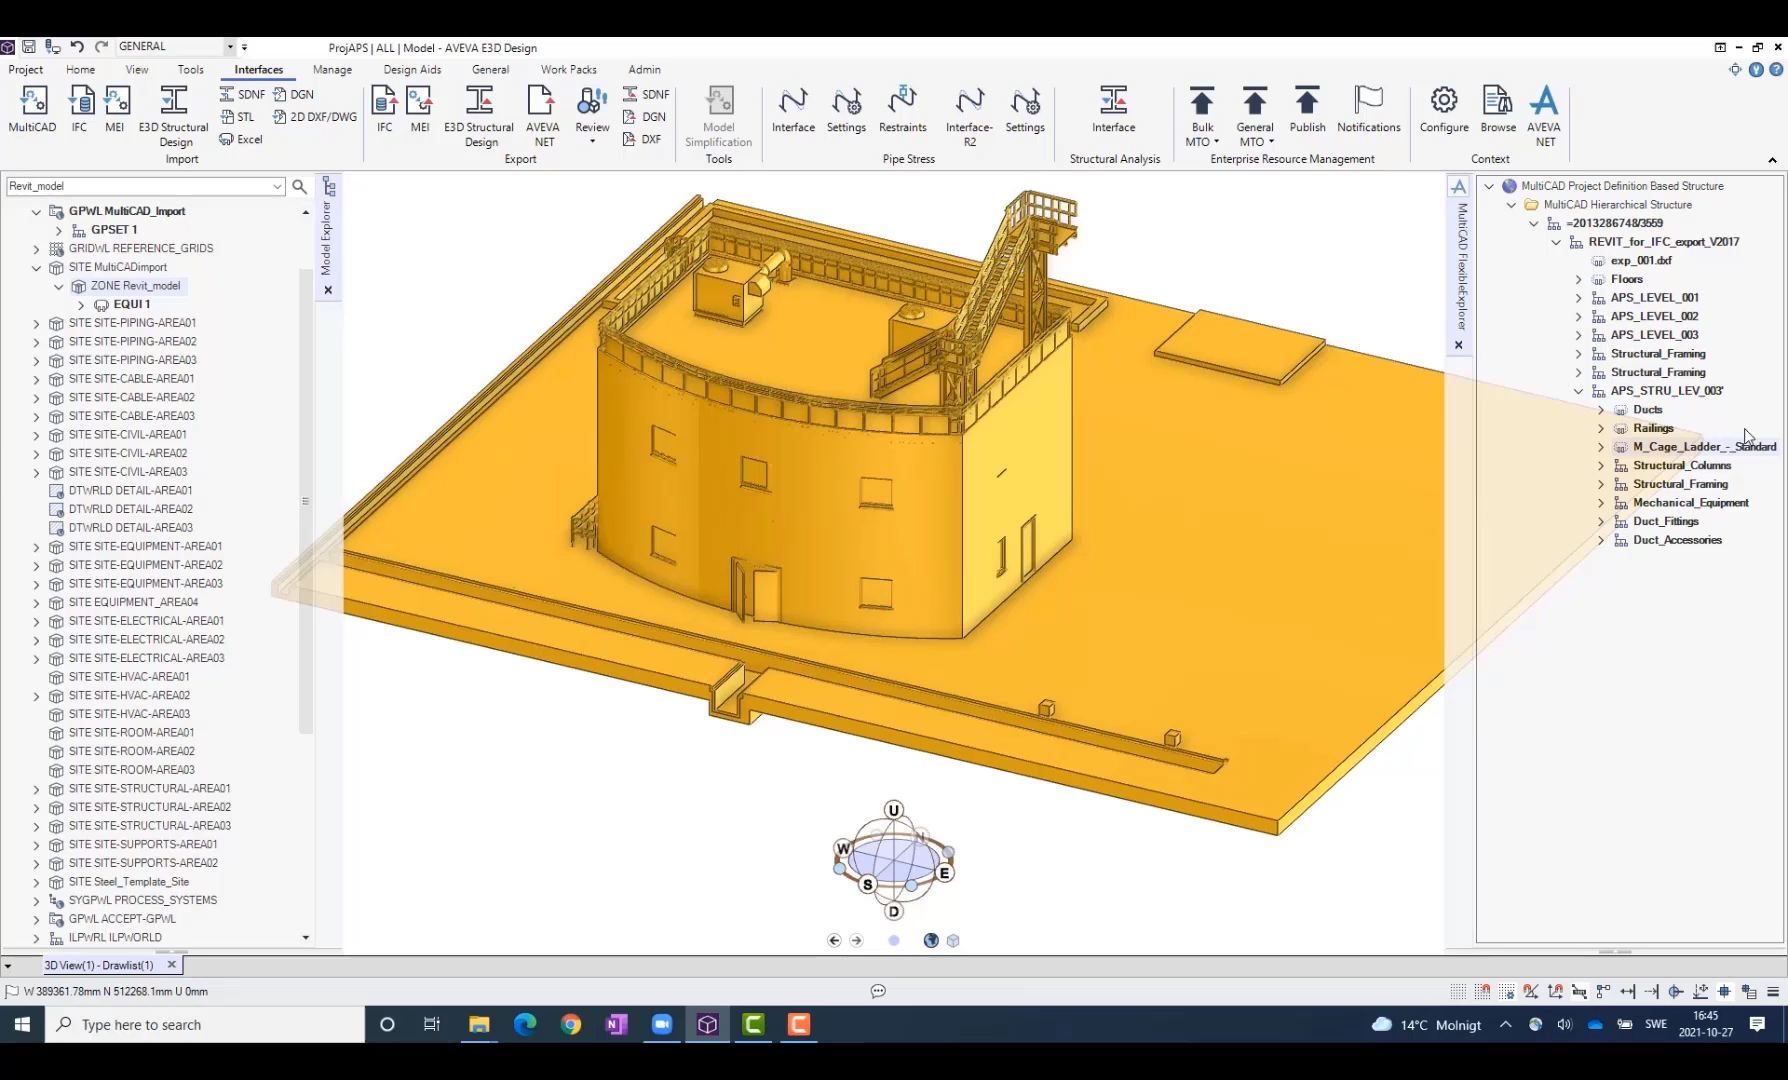 GENERAL
ProjAPS | ALL | Model - AVEVA E3D Design
Project Home View Tools Interfaces Manage Design Aids General Work Packs Admin
MultiCAD
IFC
MEI
E3D Structural
Design
SDNF
STL
Excel
DGN
2D DXF/DWG
Import
IFC
MEI
E3D Structural
Design
AVEVA
NET
Review
SDNF
DGN
DXF
Export
Model
Simplification
Tools
Interface
Settings
Restraints
Interface-
R2
Settings
Pipe Stress
Interface
Structural Analysis
Bulk
MTO
General
MTO
Publish
Notifications
Enterprise Resource Management
Configure
Browse
AVEVA
NET
Context
Revit_model
GPWL MultiCAD_Import
GPSET 1
GRIDWL REFERENCE_GRIDS
SITE MultiCADimport
ZONE Revit_model
EQUI 1
SITE SITE-PIPING-AREA01
SITE SITE-PIPING-AREA02
SITE SITE-PIPING-AREA03
SITE SITE-CABLE-AREA01
SITE SITE-CABLE-AREA02
SITE SITE-CABLE-AREA03
SITE SITE-CIVIL-AREA01
SITE SITE-CIVIL-AREA02
SITE SITE-CIVIL-AREA03
DTWRLD DETAIL-AREA01
DTWRLD DETAIL-AREA02
DTWRLD DETAIL-AREA03
SITE SITE-EQUIPMENT-AREA01
SITE SITE-EQUIPMENT-AREA02
SITE SITE-EQUIPMENT-AREA03
SITE EQUIPMENT_AREA04
SITE SITE-ELECTRICAL-AREA01
SITE SITE-ELECTRICAL-AREA02
SITE SITE-ELECTRICAL-AREA03
SITE SITE-HVAC-AREA01
SITE SITE-HVAC-AREA02
SITE SITE-HVAC-AREA03
SITE SITE-ROOM-AREA01
SITE SITE-ROOM-AREA02
SITE SITE-ROOM-AREA03
SITE SITE-STRUCTURAL-AREA01
SITE SITE-STRUCTURAL-AREA02
SITE SITE-STRUCTURAL-AREA03
SITE SITE-SUPPORTS-AREA01
SITE SITE-SUPPORTS-AREA02
SITE Steel_Template_Site
SYGPWL PROCESS_SYSTEMS
GPWL ACCEPT-GPWL
ILPWRL ILPWORLD
Model Explorer
U
N
W
E
S
D
MultiCAD FlexibleExplorer
MultiCAD Project Definition Based Structure
MultiCAD Hierarchical Structure
=2013286748/3559
REVIT_for_IFC_export_V2017
exp_001.dxf
Floors
APS_LEVEL_001
APS_LEVEL_002
APS_LEVEL_003
Structural_Framing
Structural_Framing
APS_STRU_LEV_003'
Ducts
Railings
M_Cage_Ladder_-_Standard
Structural_Columns
Structural_Framing
Mechanical_Equipment
Duct_Fittings
Duct_Accessories
3D View(1) - Drawlist(1)
W 389361.78mm N 512268.1mm U 0mm
Type here to search
14°C Molnigt
SWE
16:45
2021-10-27